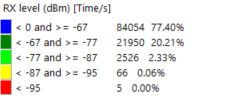 RX level (dBm) [Time/s]
< 0 and >= -67 84054 77.40%
< -67 and >= -77 21950 20.21%
< -77 and >= -87 2526 2.33%
< -87 and >= -95 66 0.06%
< -95 5 0.00%